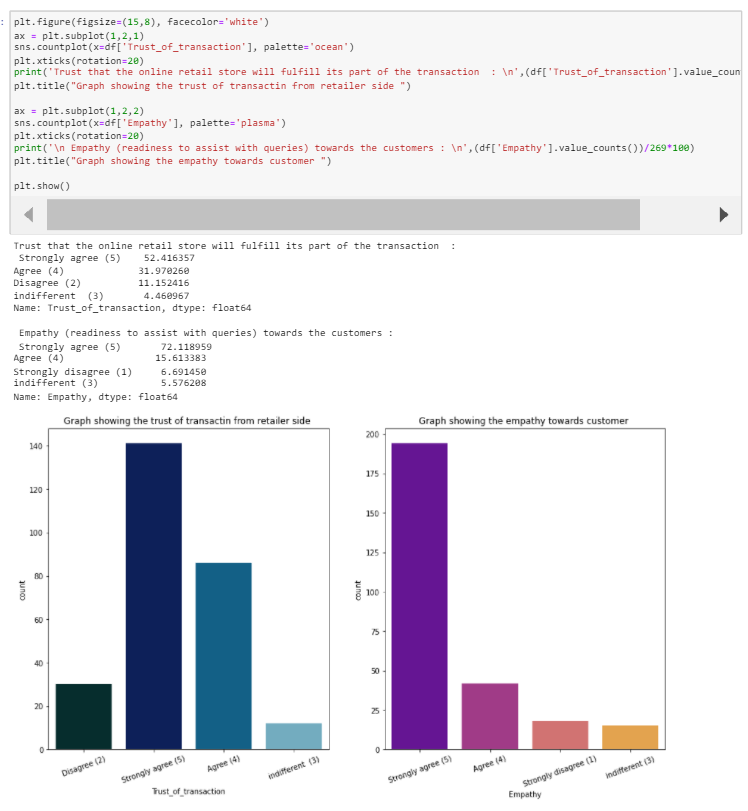 plt.figure(figsize=(15,8), facecolor='white')
ax = plt.subplot(1,2,1)
sns.countplot(x=df['Trust_of_transaction'], palette='ocean')
plt.xticks(rotation=20)
print('Trust that the online retail store will fulfill its part of the transaction  : \n',(df['Trust_of_transaction'].value_coun
plt.title("Graph showing the trust of transactin from retailer side ")
ax = plt.subplot(1,2,2)
sns.countplot(x=df['Empathy'], palette='plasma')
plt.xticks(rotation=20)
print('\n Empathy (readiness to assist with queries) towards the customers : \n',(df['Empathy'].value_counts())/269*100)
plt.title("Graph showing the empathy towards customer ")
plt.show()
Trust that the online retail store will fulfill its part of the transaction  :
Strongly agree (5)    52.416357
Agree (4)             31.970260
Disagree (2)          11.152416
indifferent  (3)       4.460967
Name: Trust_of_transaction, dtype: float64
Empathy (readiness to assist with queries) towards the customers :
Strongly agree (5)       72.118959
Agree (4)                15.613383
Strongly disagree (1)     6.691450
indifferent (3)           5.576208
Name: Empathy, dtype: float64
Graph showing the trust of transactin from retailer side
140
120
100
80
60
40
20
0
count
Disagree (2)
Strongly agree (5)
Agree (4)
indifferent (3)
Trust_of_transaction
Graph showing the empathy towards customer
200
175
150
125
100
75
50
25
0
count
Strongly agree (5)
Agree (4)
Strongly disagree (1)
indifferent (3)
Empathy